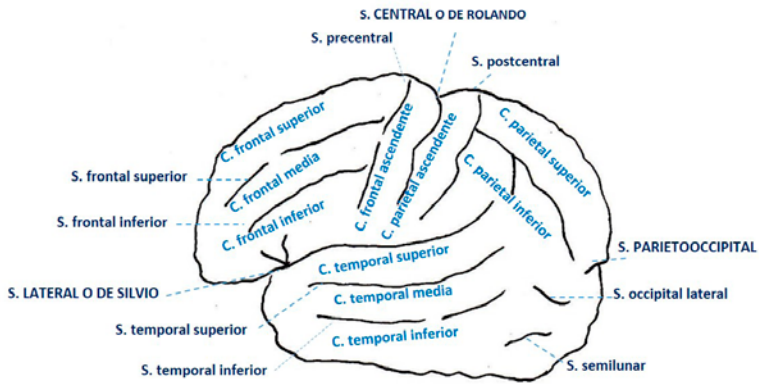 S. CENTRAL O DE ROLANDO
S. precentral
S. postcentral
C. frontal superior
C. frontal ascendente
C. parietal ascendente
C. parietal superior
C. frontal media
C. parietal inferior
S. frontal superior
S. frontal inferior
C. frontal inferior
S. PARIETOOCCIPITAL
C. temporal superior
S. LATERAL O DE SILVIO
C. temporal media
S. occipital lateral
S. temporal superior
C. temporal inferior
S. temporal inferior
S. semilunar